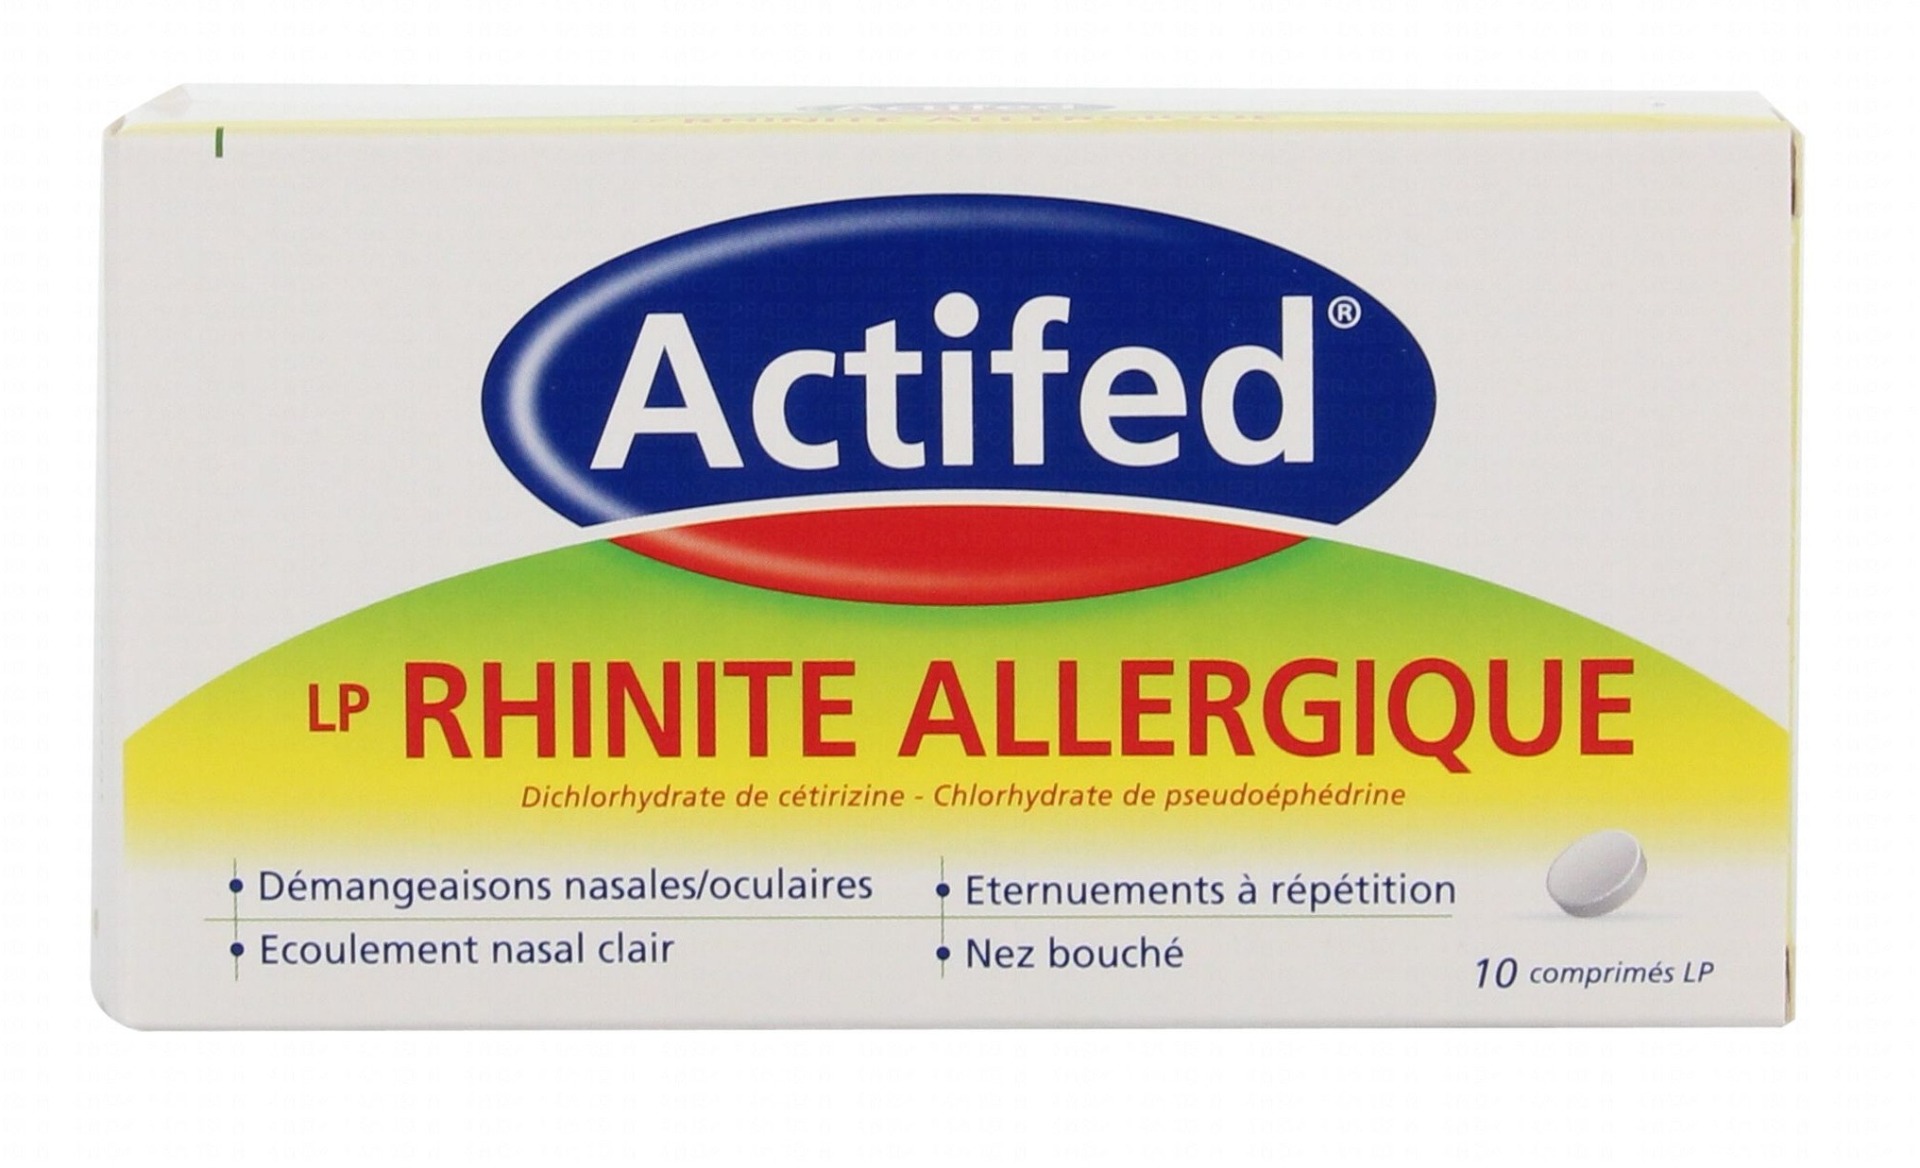 Actifed®
LP RHINITE ALLERGIQUE
Dichlorhydrate de cétirizine - Chlorhydrate de pseudoéphédrine
• Démangeaisons nasales/oculaires
• Ecoulement nasal clair
• Eternuements à répétition
• Nez bouché
10 comprimés LP